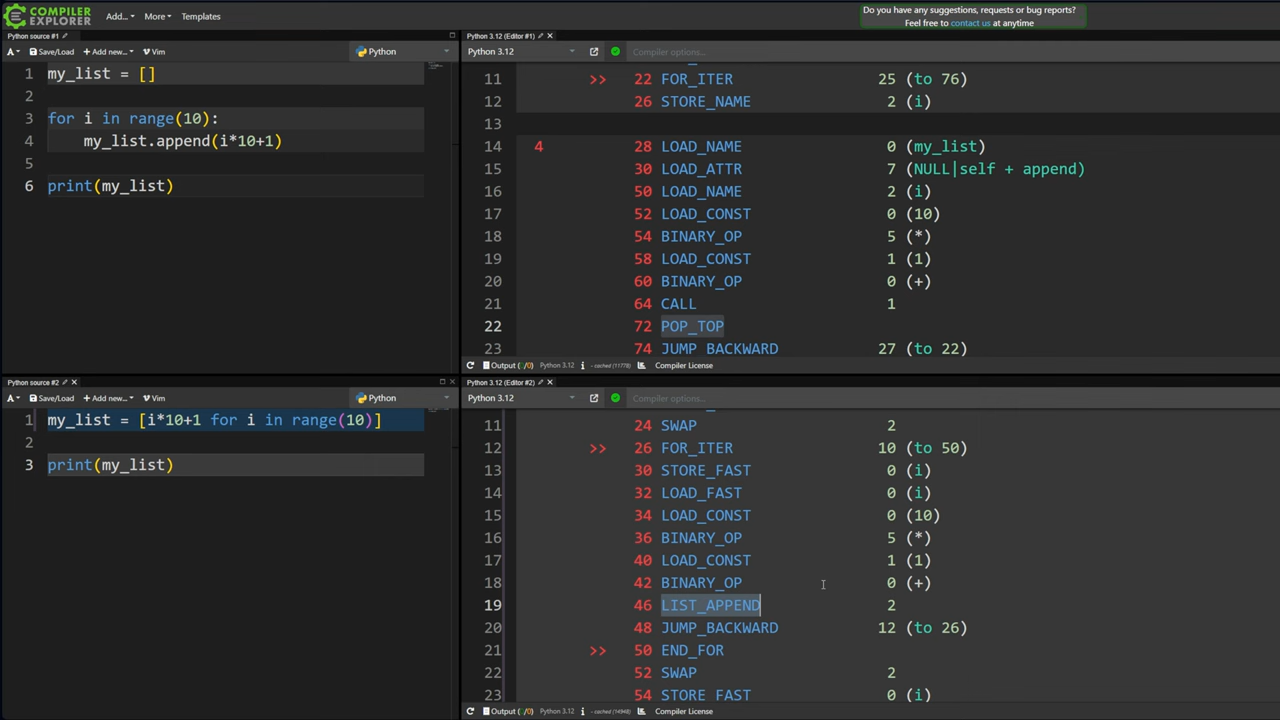 COMPILER EXPLORER Add... More Templates
Do you have any suggestions, requests or bug reports?
Feel free to contact us at anytime
Python source #1
A Save/Load + Add new... Vim Python
1 my_list = []
2
3 for i in range(10):
4 my_list.append(i*10+1)
5
6 print(my_list)
Python 3.12 (Editor #1)
Python 3.12 Compiler options...
11 >> 22 FOR_ITER 25 (to 76)
12 26 STORE_NAME 2 (i)
13
14 4 28 LOAD_NAME 0 (my_list)
15 30 LOAD_ATTR 7 (NULL|self + append)
16 50 LOAD_NAME 2 (i)
17 52 LOAD_CONST 0 (10)
18 54 BINARY_OP 5 (*)
19 58 LOAD_CONST 1 (1)
20 60 BINARY_OP 0 (+)
21 64 CALL 1
22 72 POP_TOP
23 74 JUMP_BACKWARD 27 (to 22)
Output (0/0) Python 3.12 i - cached (11778) Compiler License
Python source #2
A Save/Load + Add new... Vim Python
1 my_list = [i*10+1 for i in range(10)]
2
3 print(my_list)
Python 3.12 (Editor #2)
Python 3.12 Compiler options...
11 24 SWAP 2
12 >> 26 FOR_ITER 10 (to 50)
13 30 STORE_FAST 0 (i)
14 32 LOAD_FAST 0 (i)
15 34 LOAD_CONST 0 (10)
16 36 BINARY_OP 5 (*)
17 40 LOAD_CONST 1 (1)
18 42 BINARY_OP 0 (+)
19 46 LIST_APPEND 2
20 48 JUMP_BACKWARD 12 (to 26)
21 >> 50 END_FOR
22 52 SWAP 2
23 54 STORE_FAST 0 (i)
Output (0/0) Python 3.12 i - cached (14948) Compiler License